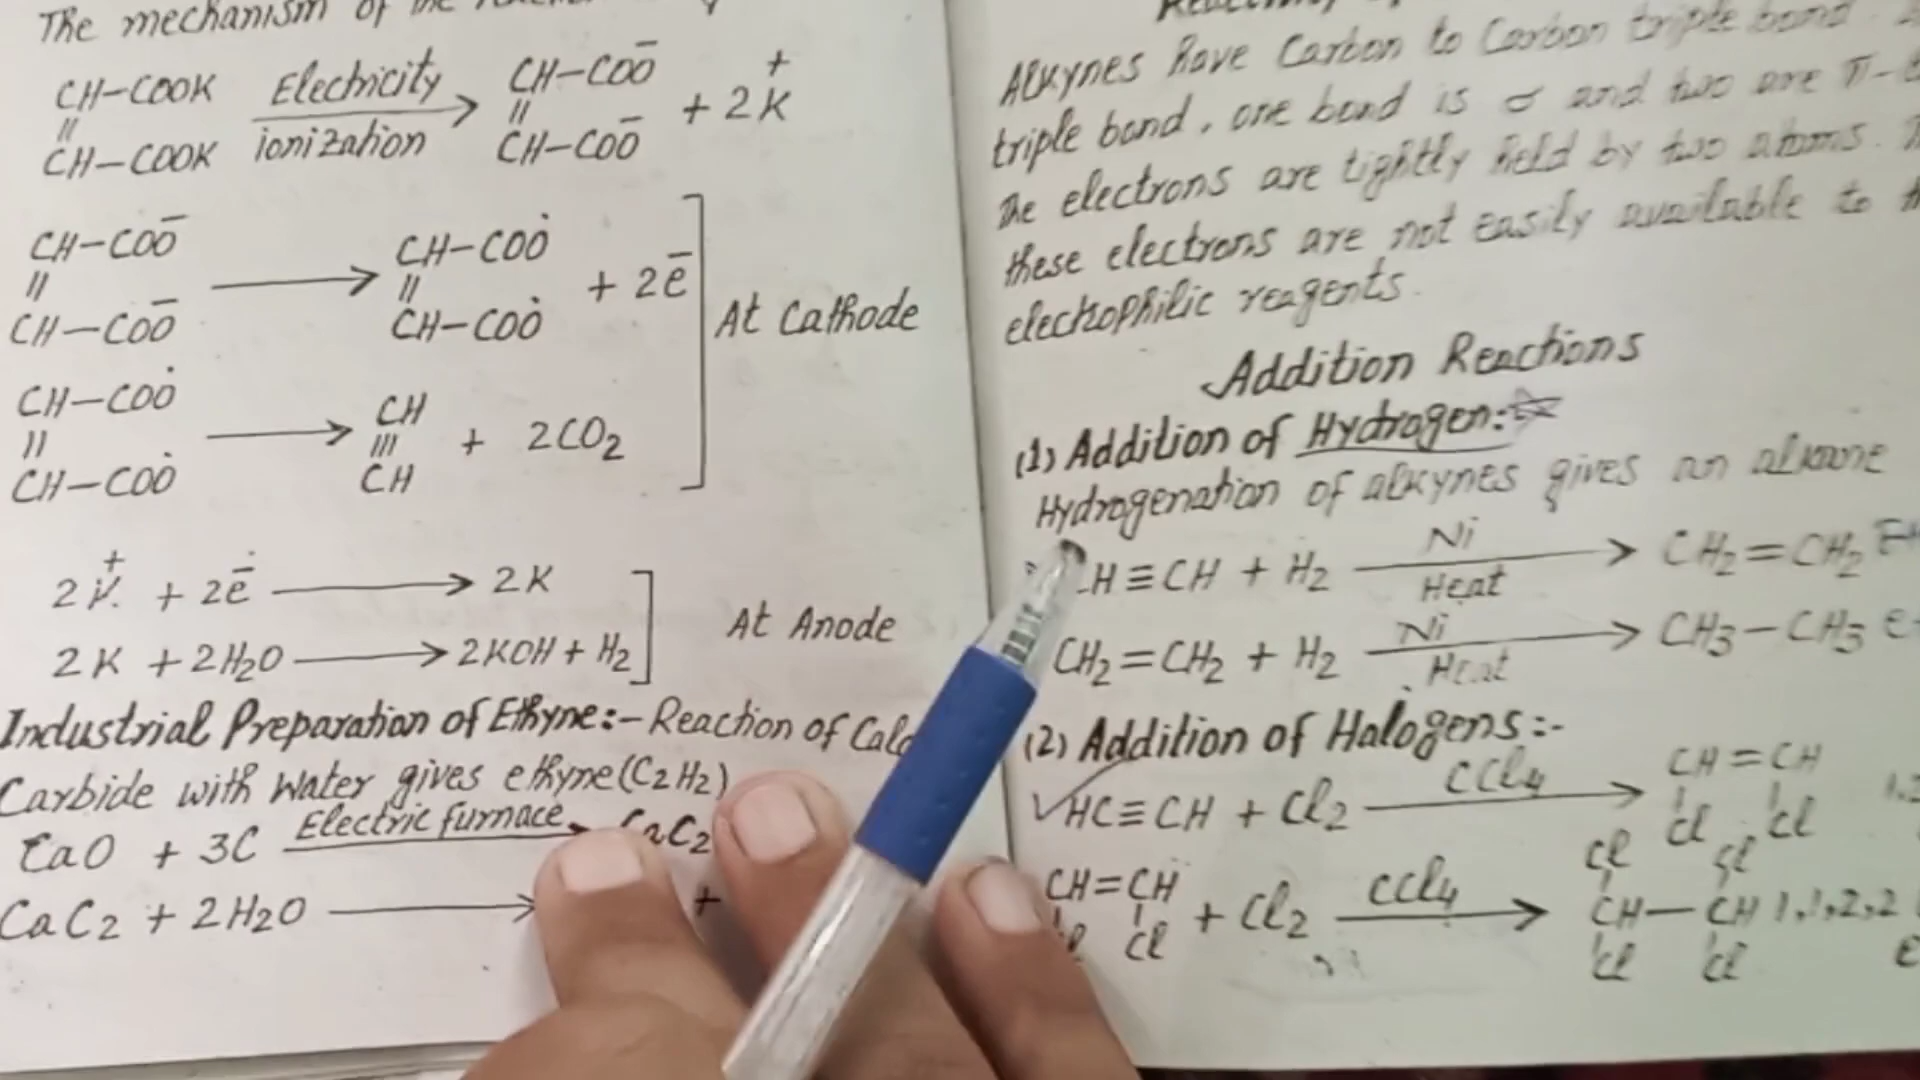 The mechanism of the
CH-COOK
||
CH-COOK
Electricity
ionization
CH-COO⁻
||
CH-COO⁻
+ 2K⁺
CH-COO⁻
||
CH-COO⁻
CH-COO•
||
CH-COO•
+ 2e⁻
At Cathode
CH-COO•
||
CH-COO•
CH
|||
CH
+ 2CO2
2K⁺ + 2e⁻ → 2K
2K + 2H2O → 2KOH + H2
At Anode
Industrial Preparation of Ethyne:- Reaction of
Carbide with Water gives ethyne (C2H2)
CaO + 3C Electric furnace → CaC2
CaC2 + 2H2O → +
Alkynes have Carbon to Carbon triple bond.
triple bond, one bond is σ and two are π-
The electrons are tightly held by two atoms.
these electrons are not easily available to
electrophilic reagents.
Addition Reactions
(1) Addition of Hydrogen:-
Hydrogenation of alkynes gives an alkane
CH≡CH + H2 Ni Heat → CH2=CH2
CH2=CH2 + H2 Ni Heat → CH3-CH3
(2) Addition of Halogens:-
HC≡CH + Cl2 CCl4 →
CH=CH
Cl Cl
CH=CH
Cl Cl
+ Cl2 CCl4 →
Cl Cl
CH-CH 1,1,2,2
Cl Cl